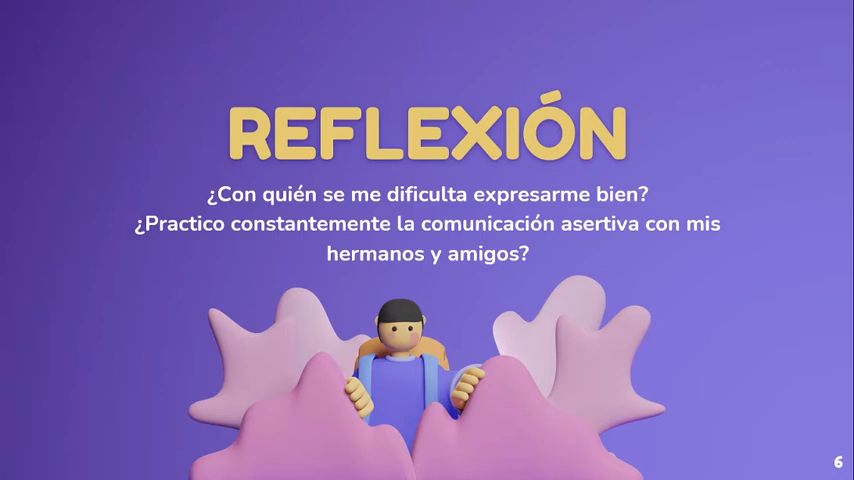 REFLEXIÓN
¿Con quién se me dificulta expresarme bien?
¿Practico constantemente la comunicación asertiva con mis
hermanos y amigos?
6